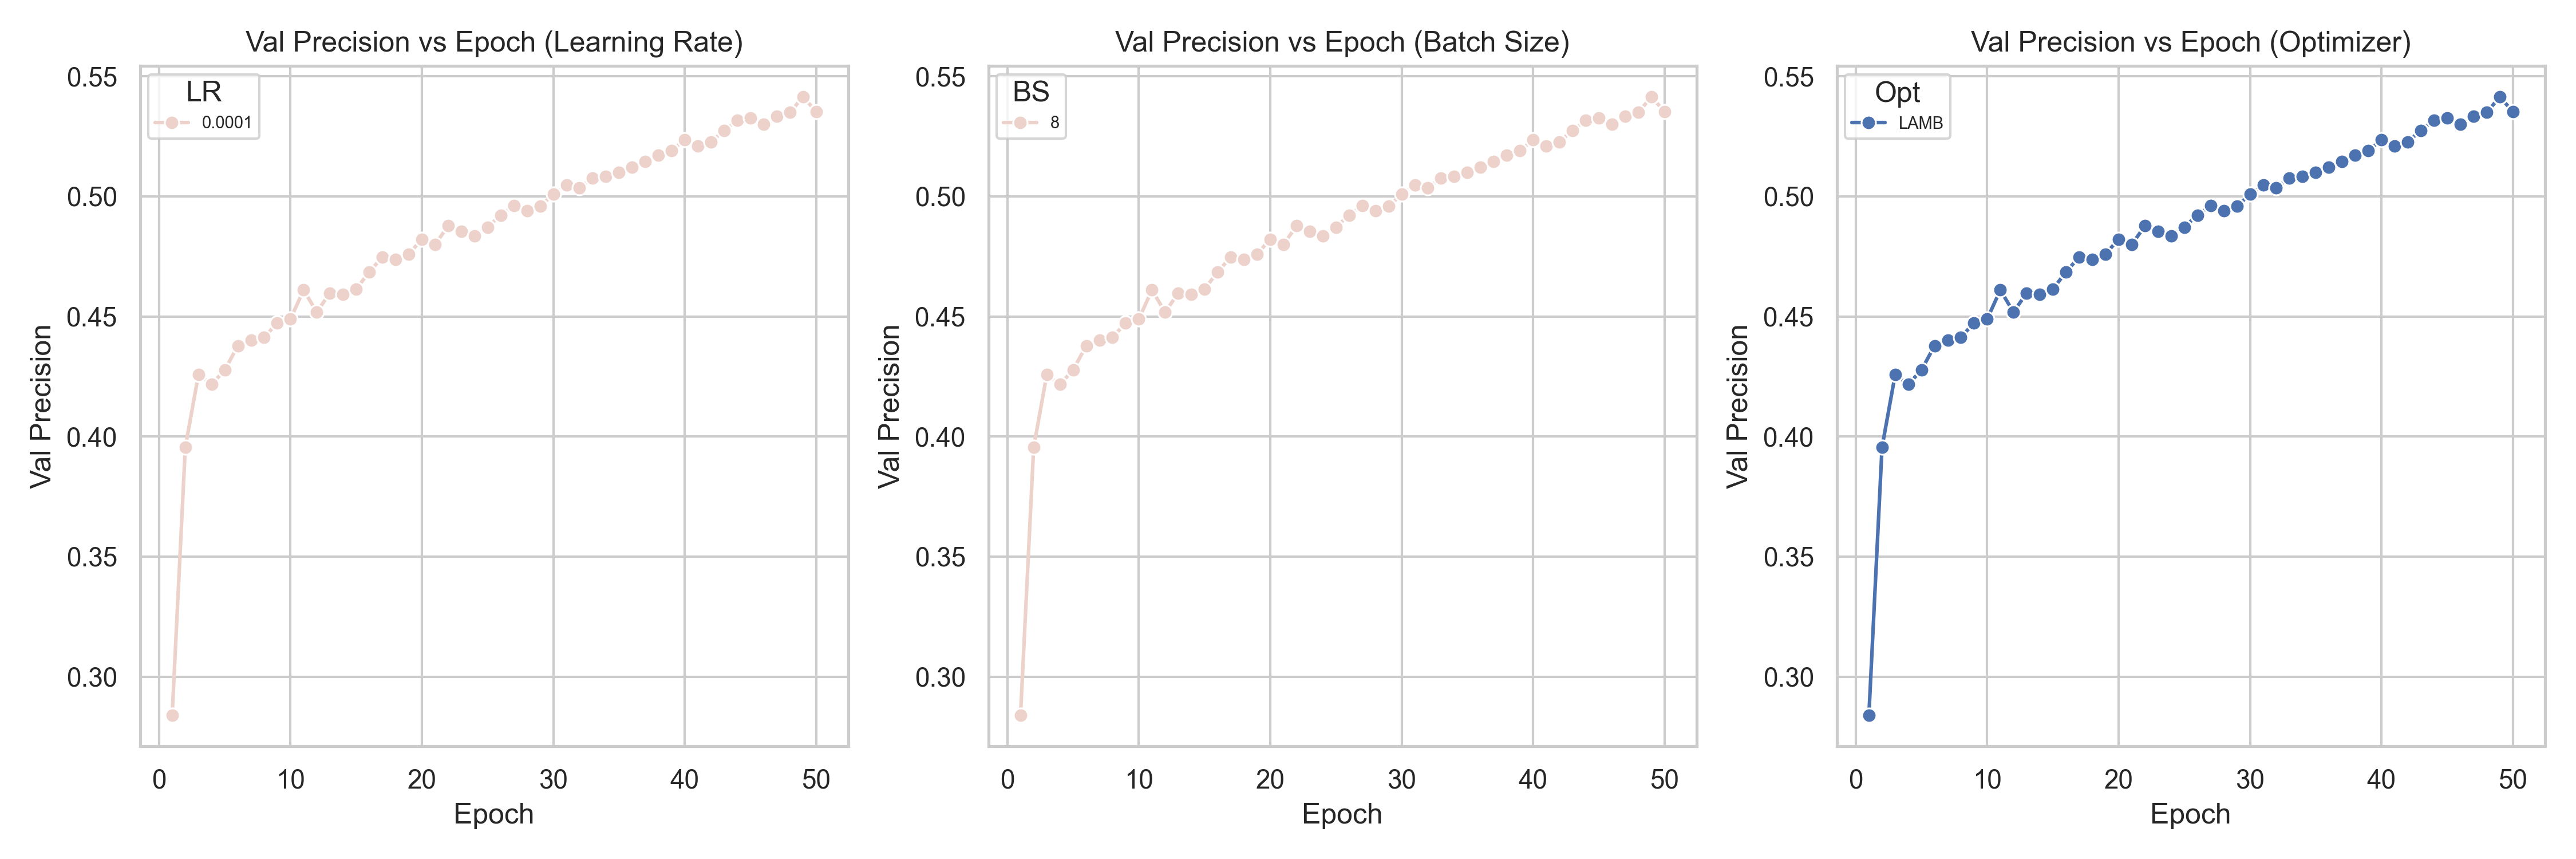 Val Precision vs Epoch (Learning Rate)
LR
0.0001
Val Precision
0.55
0.50
0.45
0.40
0.35
0.30
0 10 20 30 40 50
Epoch
Val Precision vs Epoch (Batch Size)
BS
8
Val Precision
0.55
0.50
0.45
0.40
0.35
0.30
0 10 20 30 40 50
Epoch
Val Precision vs Epoch (Optimizer)
Opt
LAMB
Val Precision
0.55
0.50
0.45
0.40
0.35
0.30
0 10 20 30 40 50
Epoch